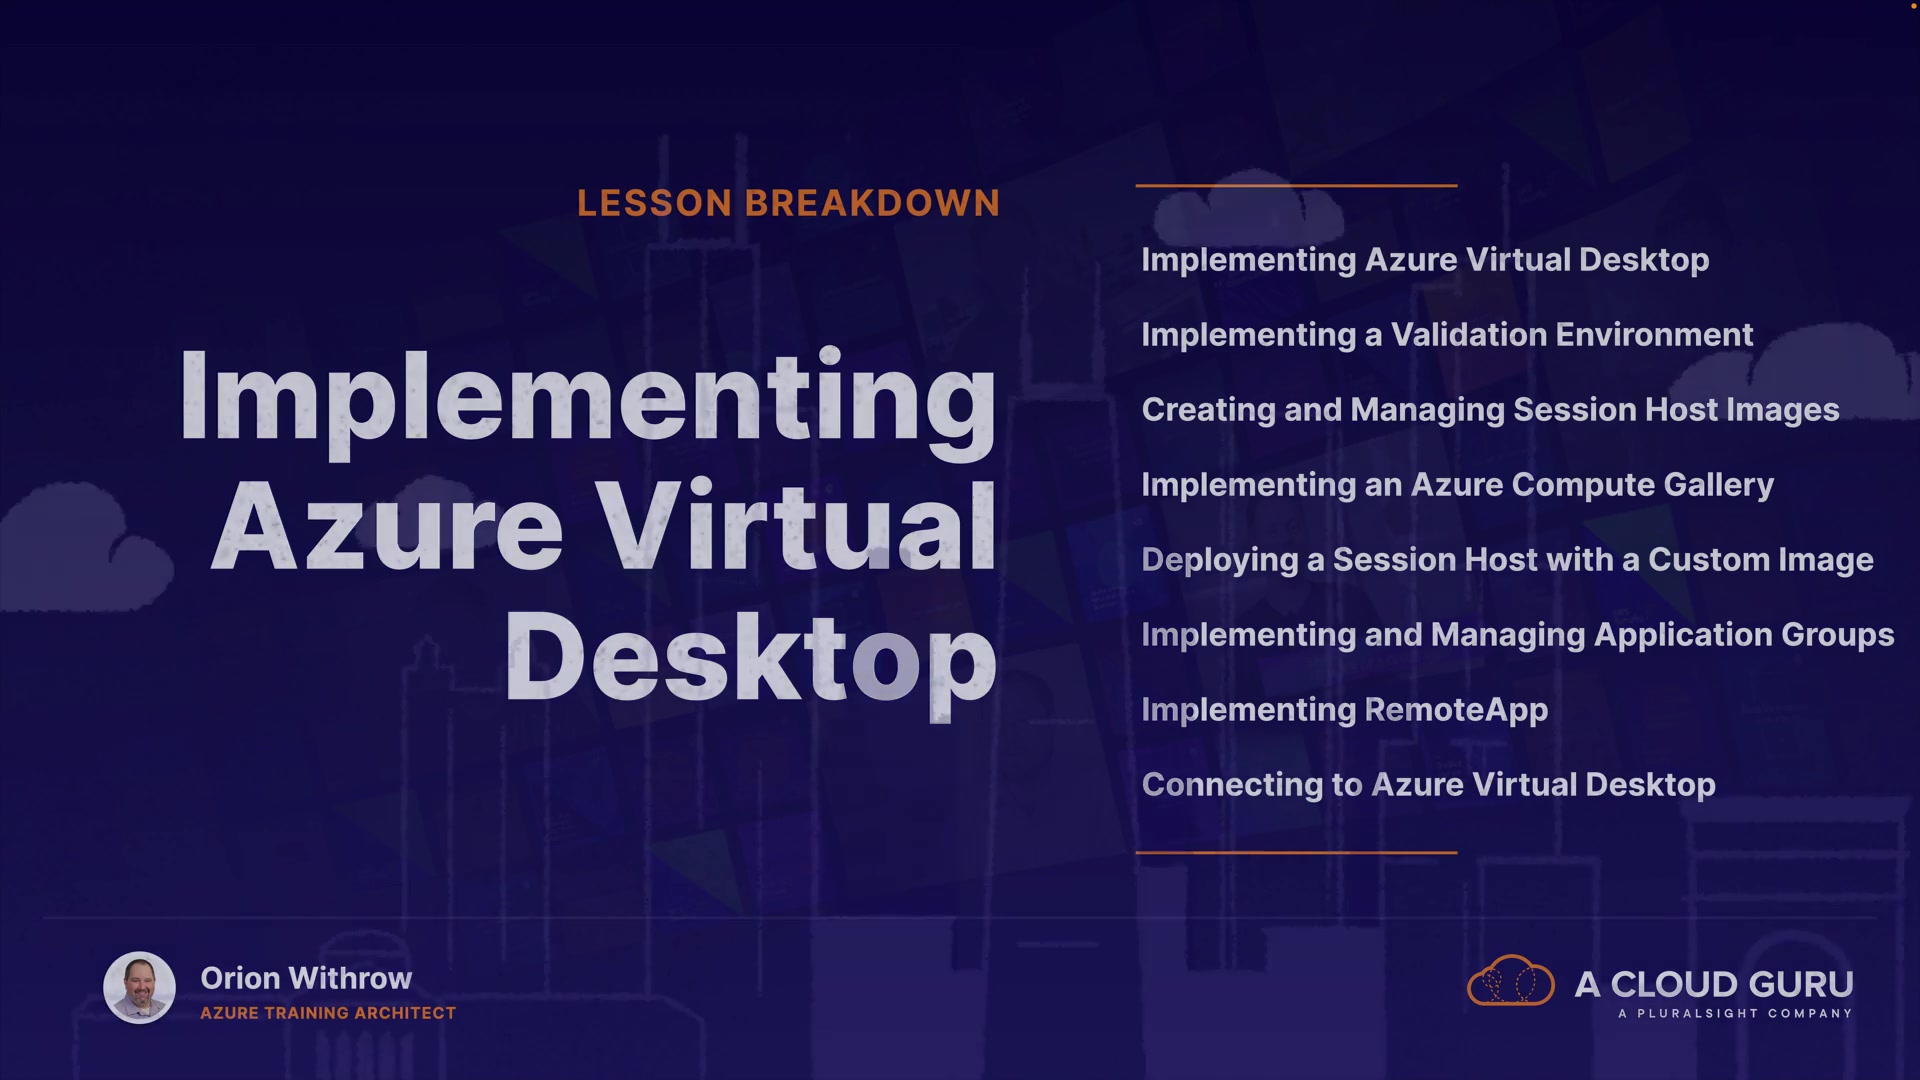 LESSON BREAKDOWN
Implementing
Azure Virtual
Desktop
Implementing Azure Virtual Desktop
Implementing a Validation Environment
Creating and Managing Session Host Images
Implementing an Azure Compute Gallery
Deploying a Session Host with a Custom Image
Implementing and Managing Application Groups
Implementing RemoteApp
Connecting to Azure Virtual Desktop
Orion Withrow
AZURE TRAINING ARCHITECT
A CLOUD GURU
A PLURALSIGHT COMPANY